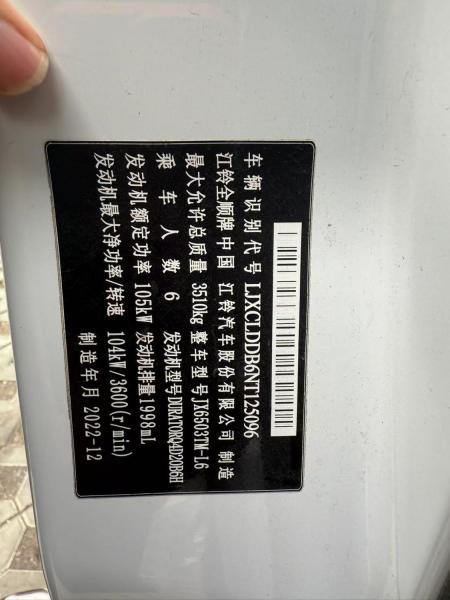 车辆识别代号 LJXCLDDB6NT125096
江铃全顺牌 中国 江铃汽车股份有限公司 制造
最大允许总质量 3510kg 整车型号 JX6503TM-L6
乘车人数 6 发动机型号 DURATORQ4D20B6H
发动机额定功率 105kW 发动机排量 1998mL
发动机最大净功率/转速 104kW/3600(r/min)
制造年月 2022-12